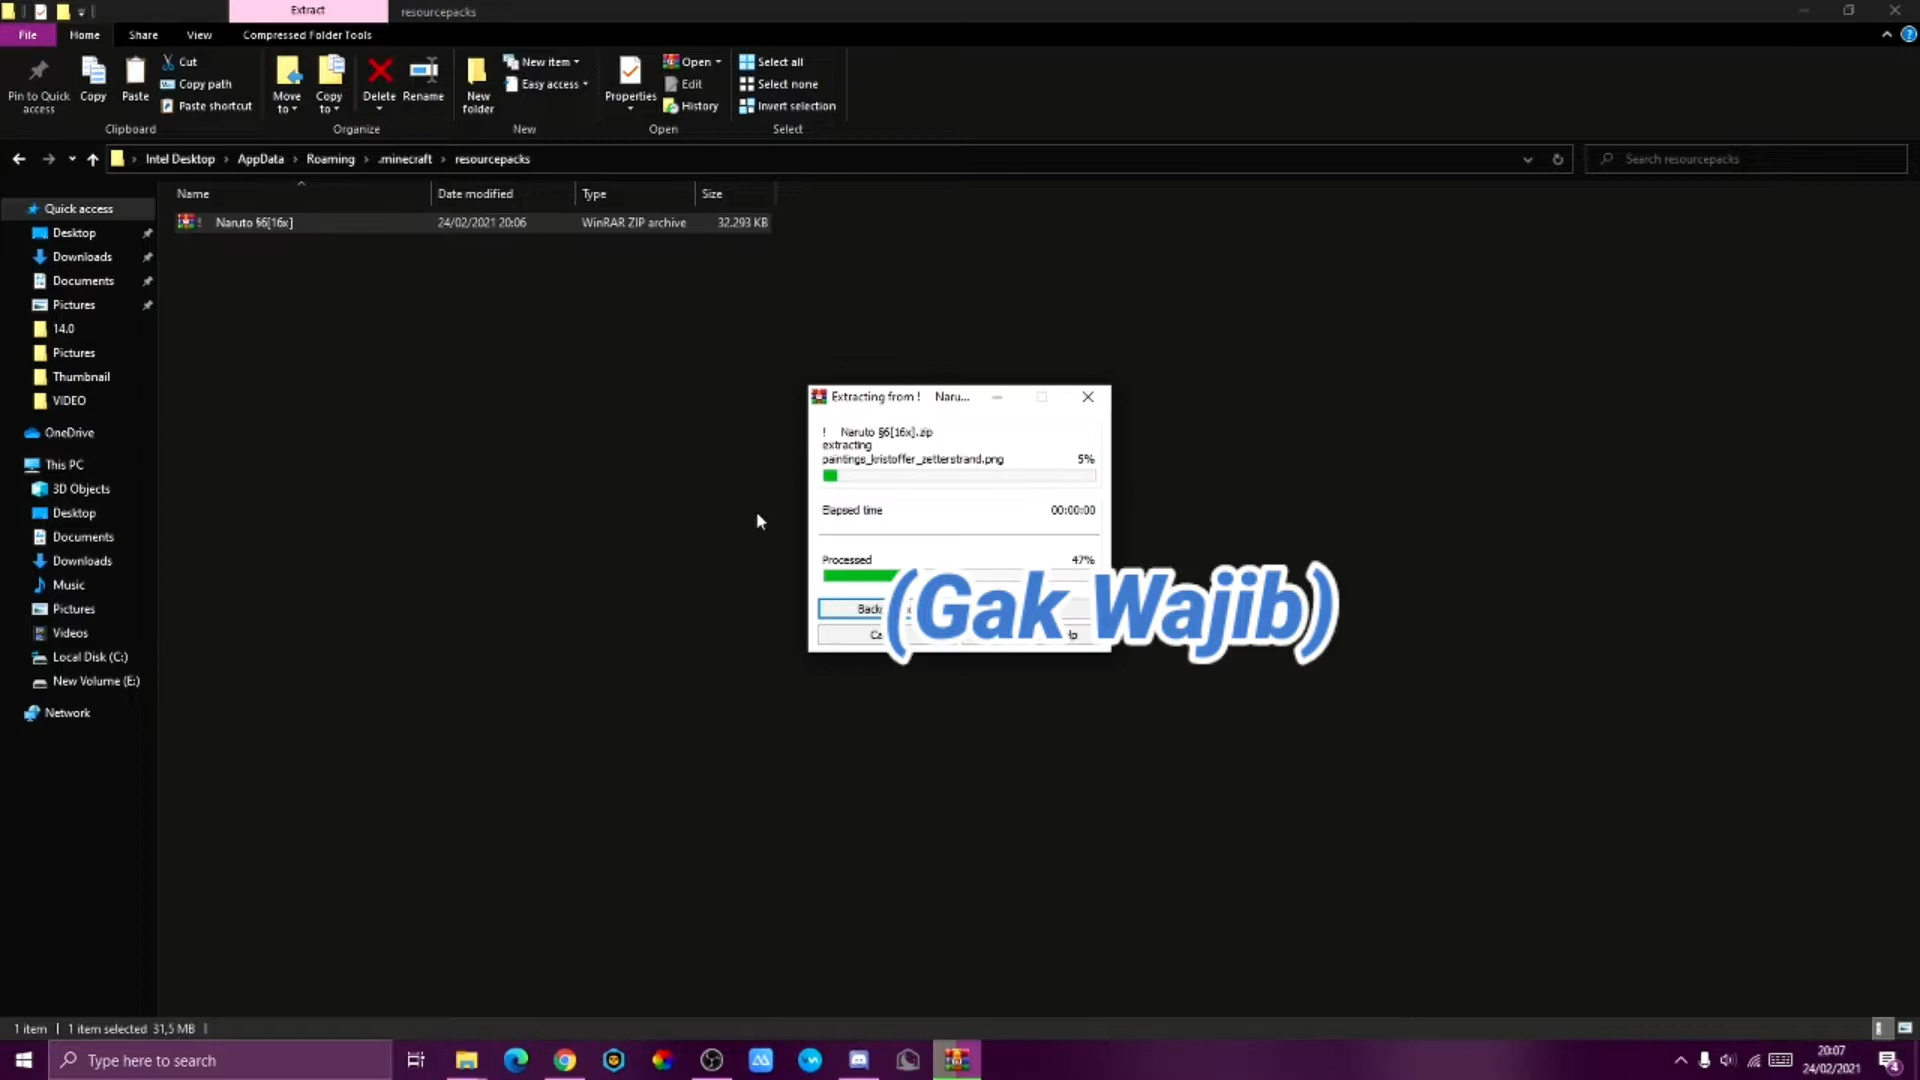 Extract
resourcepacks
File
Home
Share
View
Compressed Folder Tools
Pin to Quick access
Copy
Paste
Cut
Copy path
Paste shortcut
Clipboard
Move to
Copy to
Delete
Rename
Organize
New folder
New item
Easy access
New
Properties
Open
Edit
History
Open
Select all
Select none
Invert selection
Select
Intel Desktop > AppData > Roaming > .minecraft > resourcepacks
Search resourcepacks
Name
Date modified
Type
Size
! Naruto §6[16x]
24/02/2021 20:06
WinRAR ZIP archive
32.293 KB
Quick access
Desktop
Downloads
Documents
Pictures
14.0
Pictures
Thumbnail
VIDEO
OneDrive
This PC
3D Objects
Desktop
Documents
Downloads
Music
Pictures
Videos
Local Disk (C:)
New Volume (E:)
Network
Extracting from ! Naru...
! Naruto §6[16x].zip
extracting
paintings_kristoffer_zetterstrand.png
5%
Elapsed time
00:00:00
Processed
47%
(Gak Wajib)
1 item
1 item selected 31,5 MB
Type here to search
20:07
24/02/2021
4